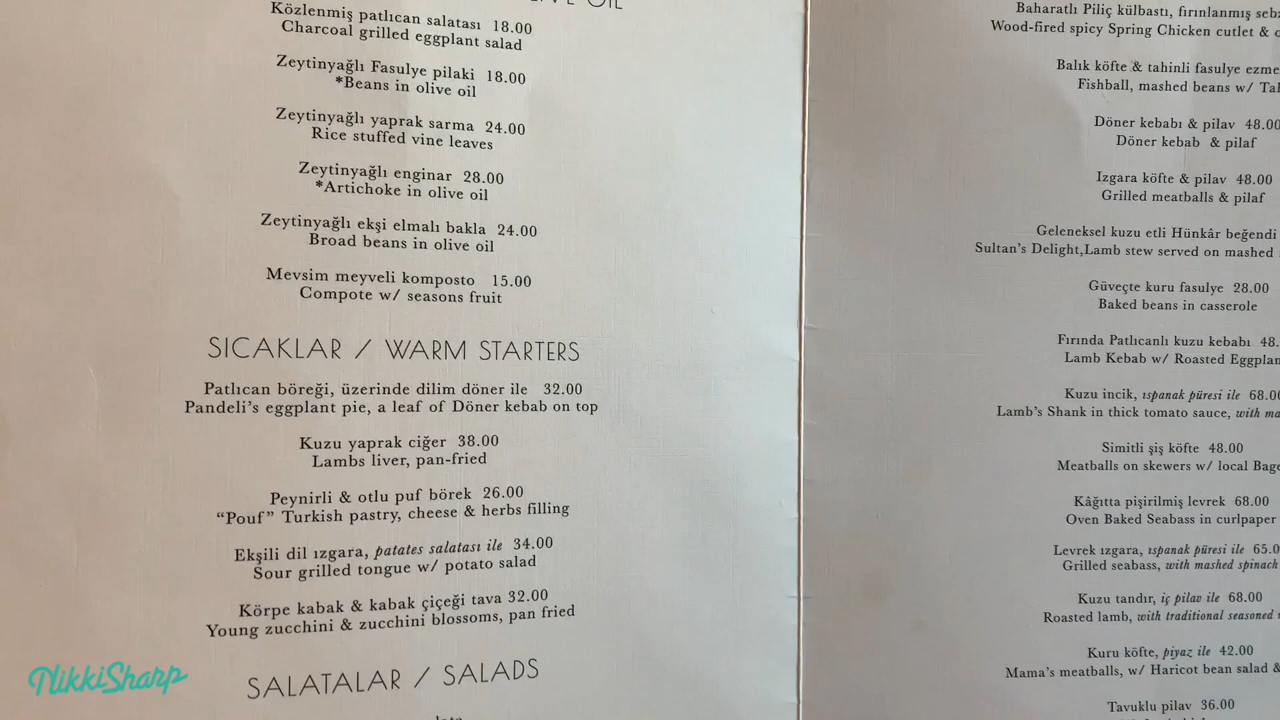 OIL
Közlenmiş patlıcan salatası 18.00
Charcoal grilled eggplant salad
Zeytinyağlı Fasulye pilaki 18.00
*Beans in olive oil
Zeytinyağlı yaprak sarma 24.00
Rice stuffed vine leaves
Zeytinyağlı enginar 28.00
*Artichoke in olive oil
Zeytinyağlı ekşi elmalı bakla 24.00
Broad beans in olive oil
Mevsim meyveli komposto 15.00
Compote w/ seasons fruit
SICAKLAR / WARM STARTERS
Patlıcan böreği, üzerinde dilim döner ile 32.00
Pandeli's eggplant pie, a leaf of Döner kebab on top
Kuzu yaprak ciğer 38.00
Lambs liver, pan-fried
Peynirli & otlu puf börek 26.00
"Pouf" Turkish pastry, cheese & herbs filling
Ekşili dil ızgara, patates salatası ile 34.00
Sour grilled tongue w/ potato salad
Körpe kabak & kabak çiçeği tava 32.00
Young zucchini & zucchini blossoms, pan fried
SALATALAR / SALADS
Baharatlı Piliç külbastı, fırınlanmış
Wood-fired spicy Spring Chicken cutlet &
Balık köfte & tahinli fasulye
Fishball, mashed beans w/
Döner kebabı & pilav 48.00
Döner kebab & pilaf
Izgara köfte & pilav 48.00
Grilled meatballs & pilaf
Geleneksel kuzu etli Hünkâr beğendi
Sultan's Delight,Lamb stew served on mashed
Güveçte kuru fasulye 28.00
Baked beans in casserole
Fırında Patlıcanlı kuzu kebabı 48.
Lamb Kebab w/ Roasted
Kuzu incik, ıspanak püresi ile 68.00
Lamb's Shank in thick tomato sauce, with
Simitli şiş köfte 48.00
Meatballs on skewers w/ local
Kâğıtta pişirilmiş levrek 68.00
Oven Baked Seabass in curlpaper
Levrek ızgara, ıspanak püresi ile 65.0
Grilled seabass, with mashed spinach
Kuzu tandır, iç pilav ile 68.00
Roasted lamb, with traditional seasoned
Kuru köfte, piyaz ile 42.00
Mama's meatballs, w/ Haricot bean salad &
Tavuklu pilav 36.00
NikkiSharp